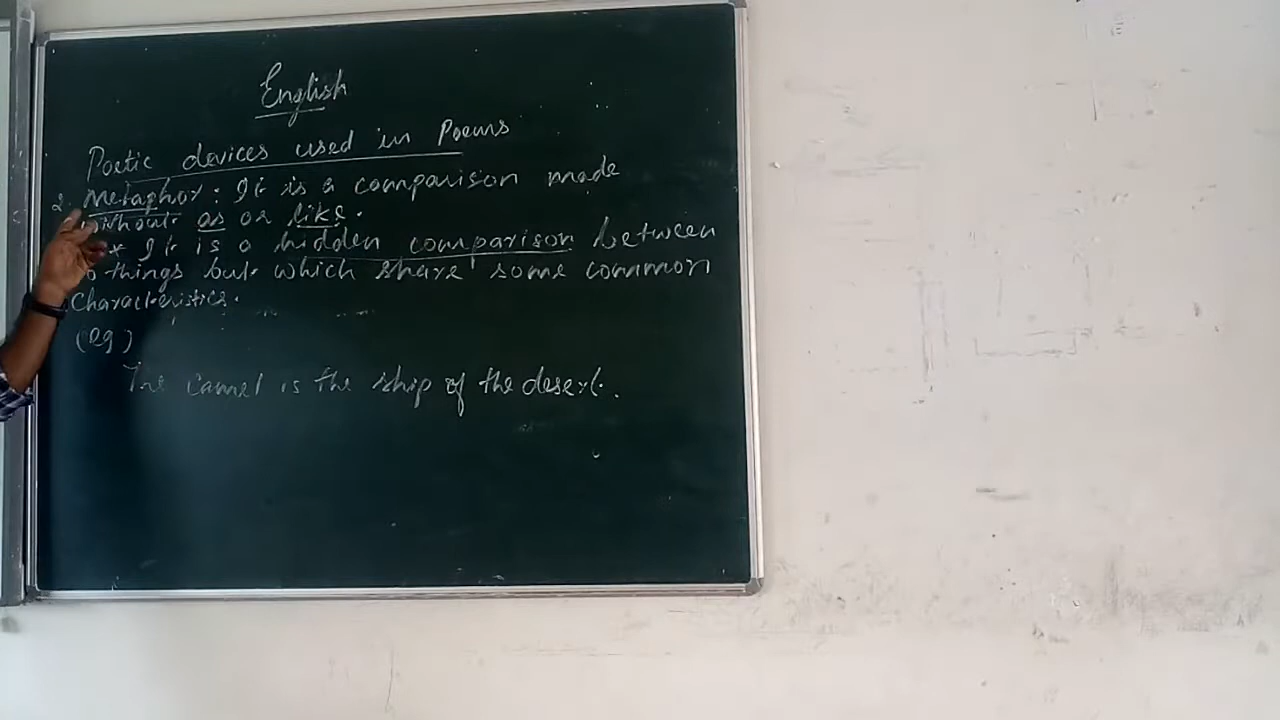 English
Poetic devices used in Poems
2. Metaphor: It is a comparison made
without as or like.
* It is a hidden comparison between
things but which share some common
Characteristics.
(eg)
The camel is the ship of the desert.